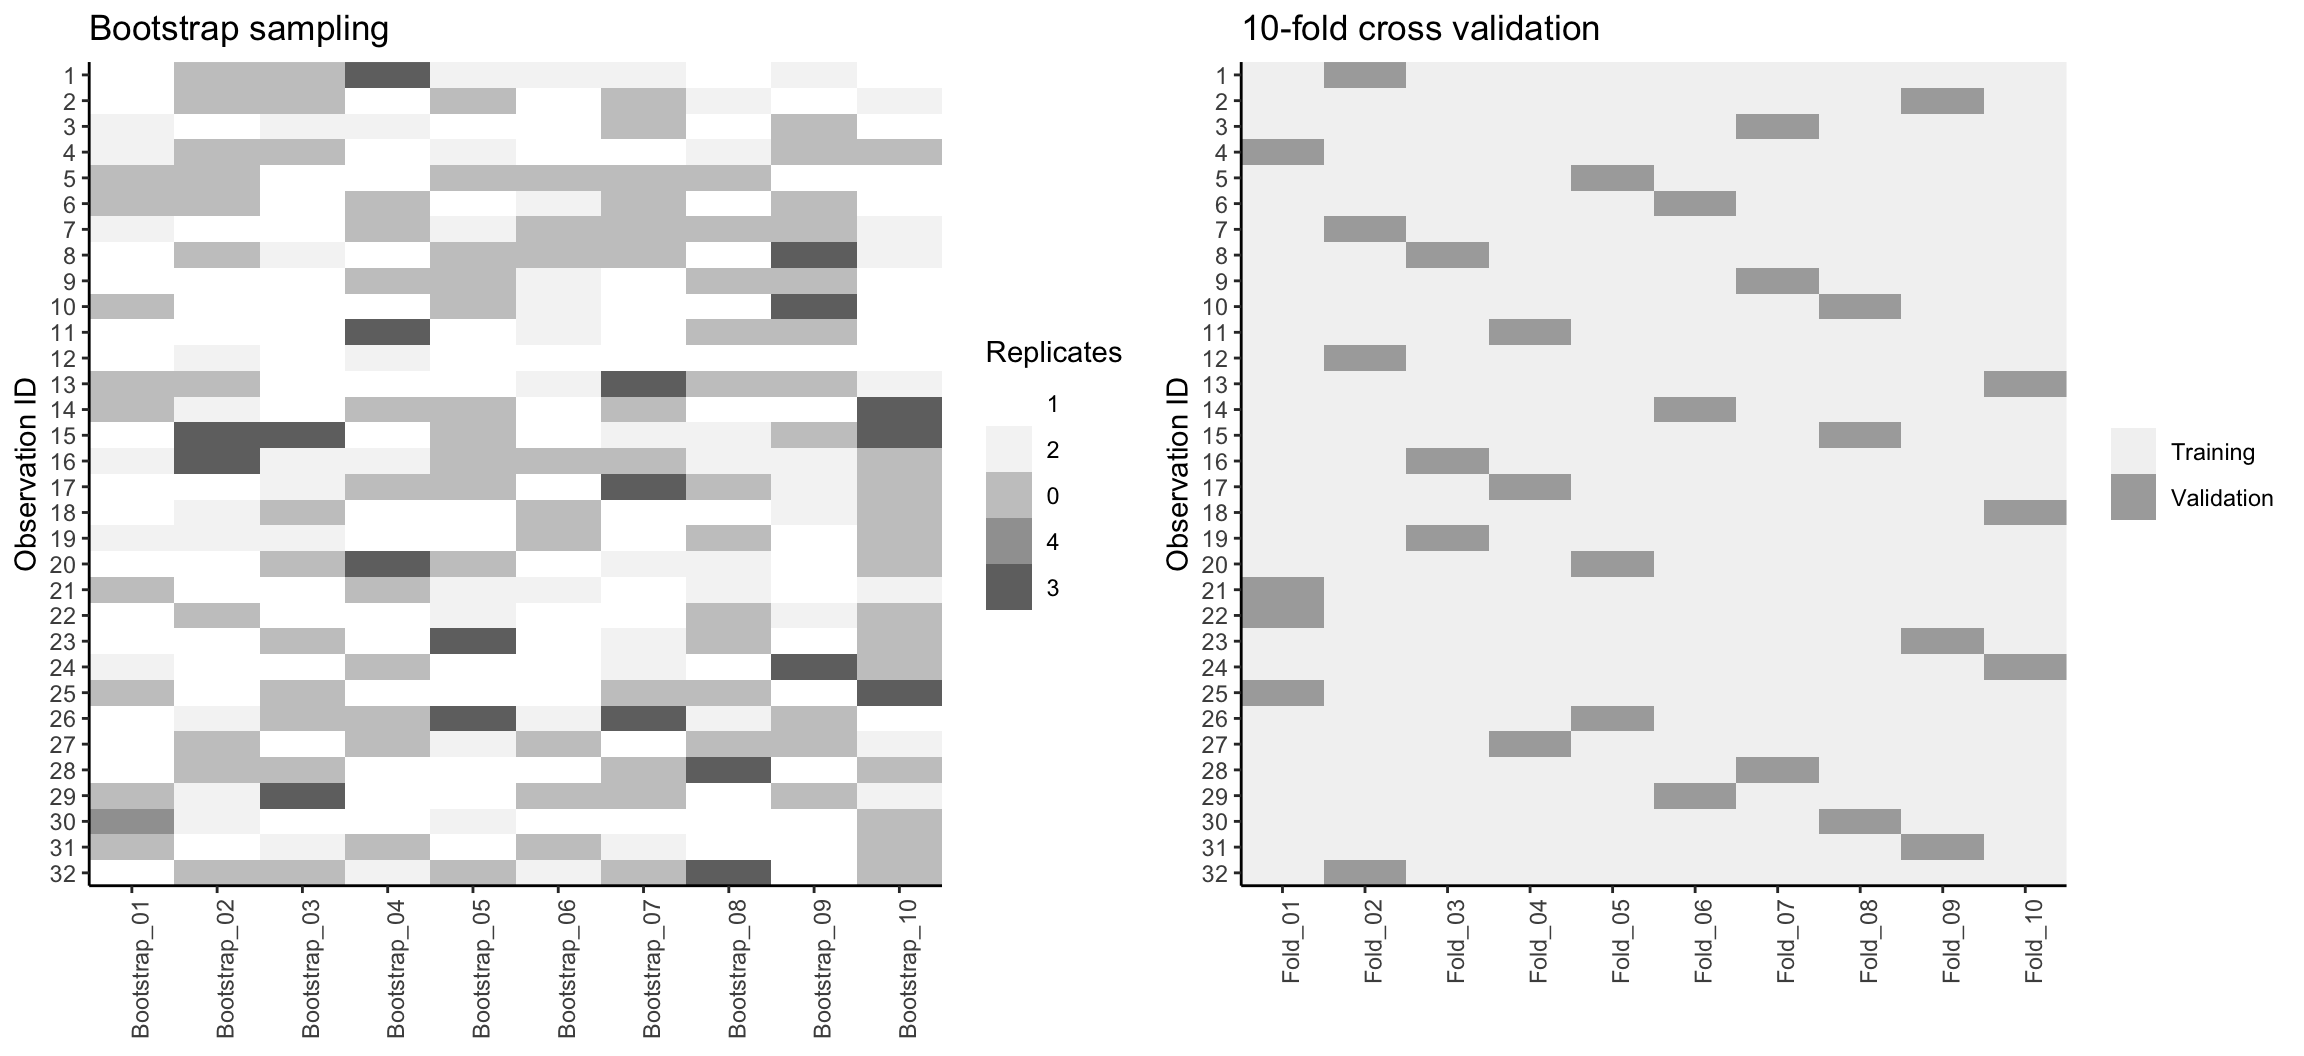 Bootstrap sampling
1
2
3
4
5
6
7
8
9
10
11
12
13
14
15
16
17
18
19
20
21
22
23
24
25
26
27
28
29
30
31
32
Observation ID
Bootstrap_01
Bootstrap_02
Bootstrap_03
Bootstrap_04
Bootstrap_05
Bootstrap_06
Bootstrap_07
Bootstrap_08
Bootstrap_09
Bootstrap_10
Replicates
1
2
0
4
3
10-fold cross validation
1
2
3
4
5
6
7
8
9
10
11
12
13
14
15
16
17
18
19
20
21
22
23
24
25
26
27
28
29
30
31
32
Observation ID
Fold_01
Fold_02
Fold_03
Fold_04
Fold_05
Fold_06
Fold_07
Fold_08
Fold_09
Fold_10
Training
Validation